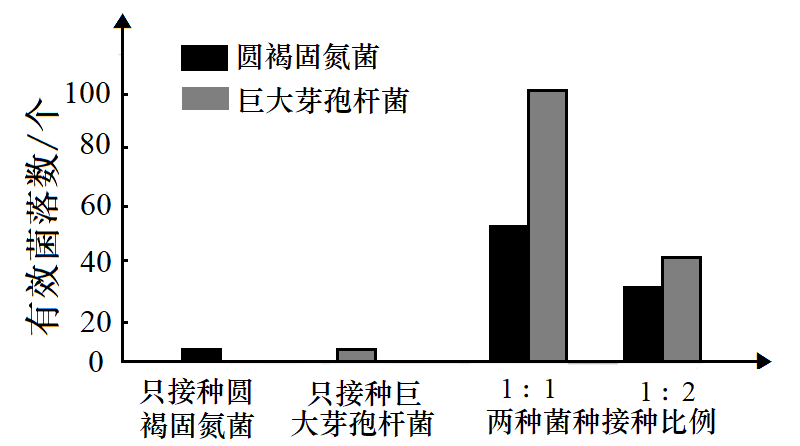 圆褐固氮菌
巨大芽孢杆菌
有效菌落数/个
100
80
60
40
20
0
只接种圆
褐固氮菌
只接种巨
大芽孢杆菌
1：1
1：2
两种菌种接种比例